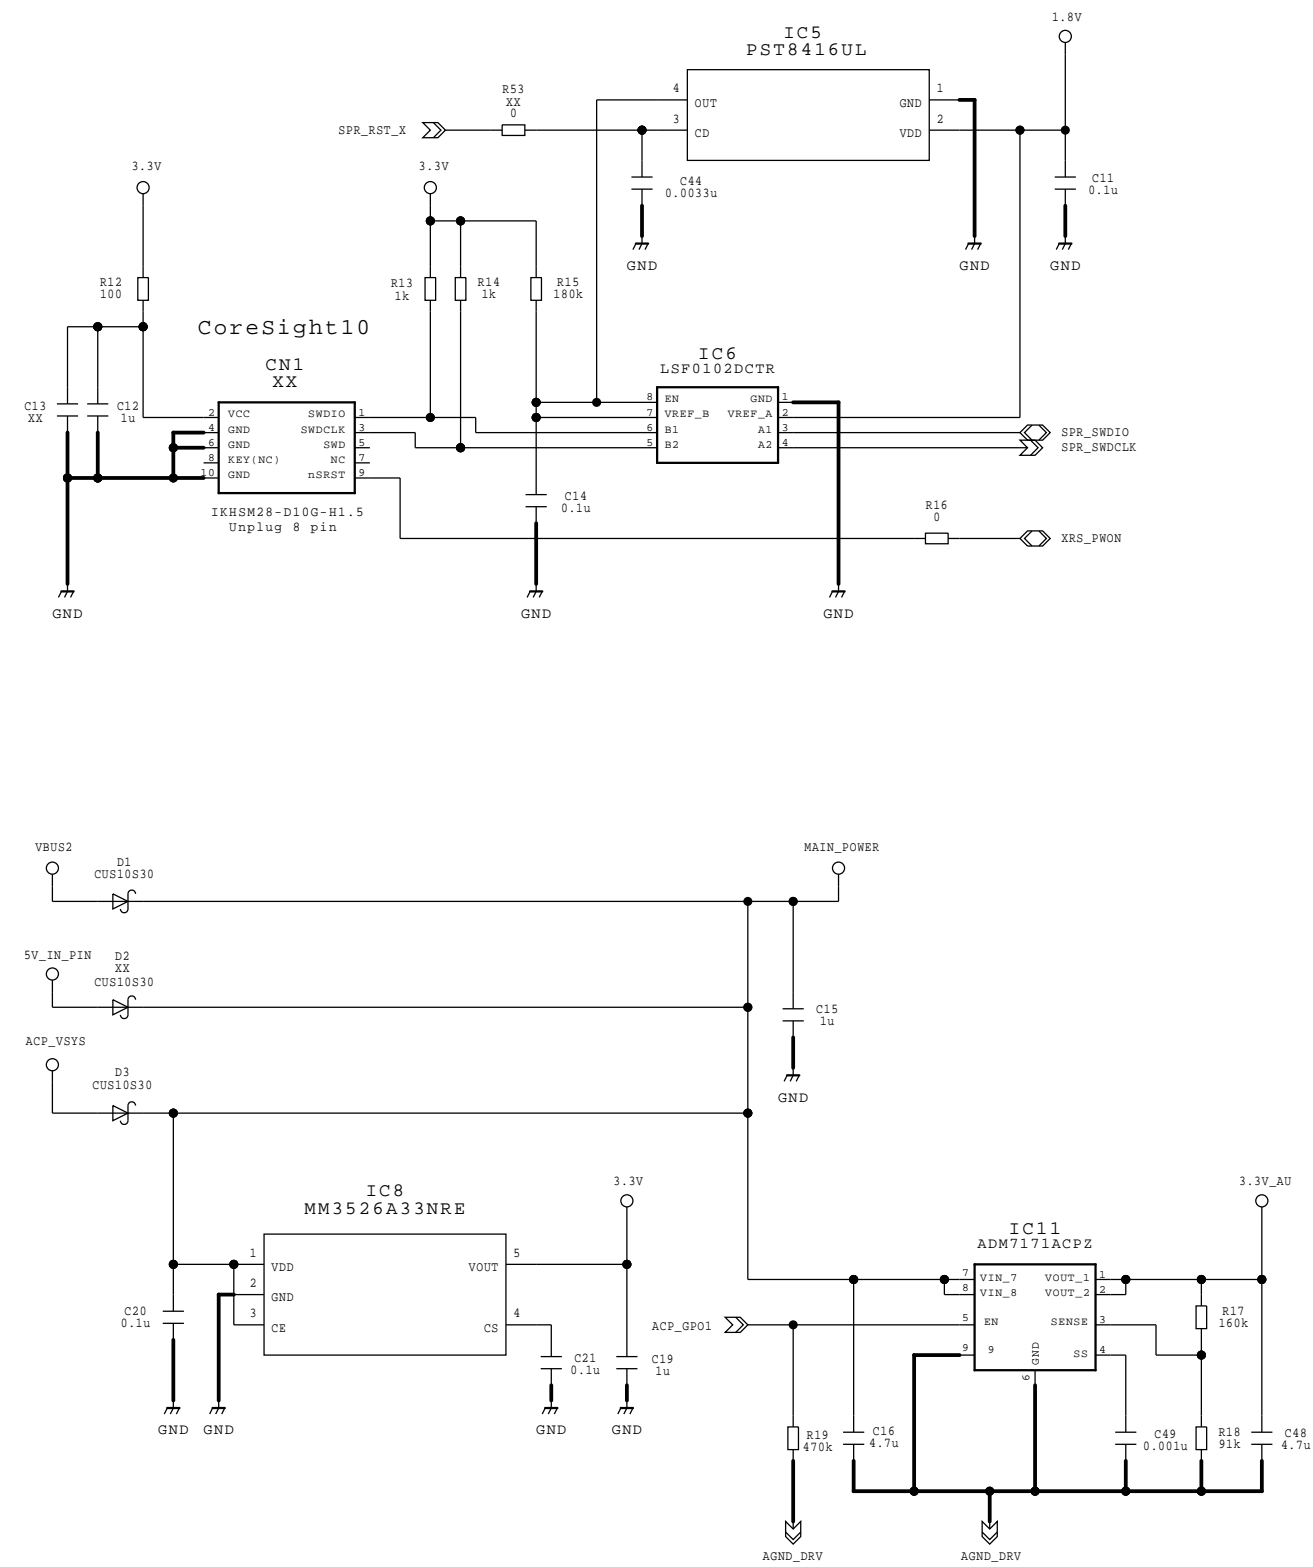 1.8V
IC5
PST8416UL
R53
XX
0
SPR_RST_X
4
OUT
3
CD
GND
1
VDD
2
C44
0.0033u
GND
GND
C11
0.1u
GND
3.3V
3.3V
R12
100
R13
1k
R14
1k
R15
180k
CoreSight10
CN1
XX
C13
XX
C12
1u
2 VCC SWDIO 1
4 GND SWDCLK 3
6 GND SWD 5
8 KEY(NC) NC 7
10 GND nSRST 9
IKHSM28-D10G-H1.5
Unplug 8 pin
GND
IC6
LSF0102DCTR
8 EN GND 1
7 VREF_B VREF_A 2
6 B1 A1 3
5 B2 A2 4
SPR_SWDIO
SPR_SWDCLK
C14
0.1u
GND
GND
R16
0
XRS_PWON
VBUS2
D1
CUS10S30
MAIN_POWER
5V_IN_PIN
D2
XX
CUS10S30
C15
1u
GND
ACP_VSYS
D3
CUS10S30
IC8
MM3526A33NRE
3.3V
1 VDD VOUT 5
2 GND
3 CE CS 4
C20
0.1u
GND
GND
C21
0.1u
GND
C19
1u
GND
3.3V_AU
IC11
ADM7171ACPZ
7 VIN_7 VOUT_1 1
8 VIN_8 VOUT_2 2
5 EN SENSE 3
9 9 SS 4
GND
6
ACP_GPO1
R17
160k
R19
470k
C16
4.7u
C49
0.001u
R18
91k
C48
4.7u
AGND_DRV
AGND_DRV